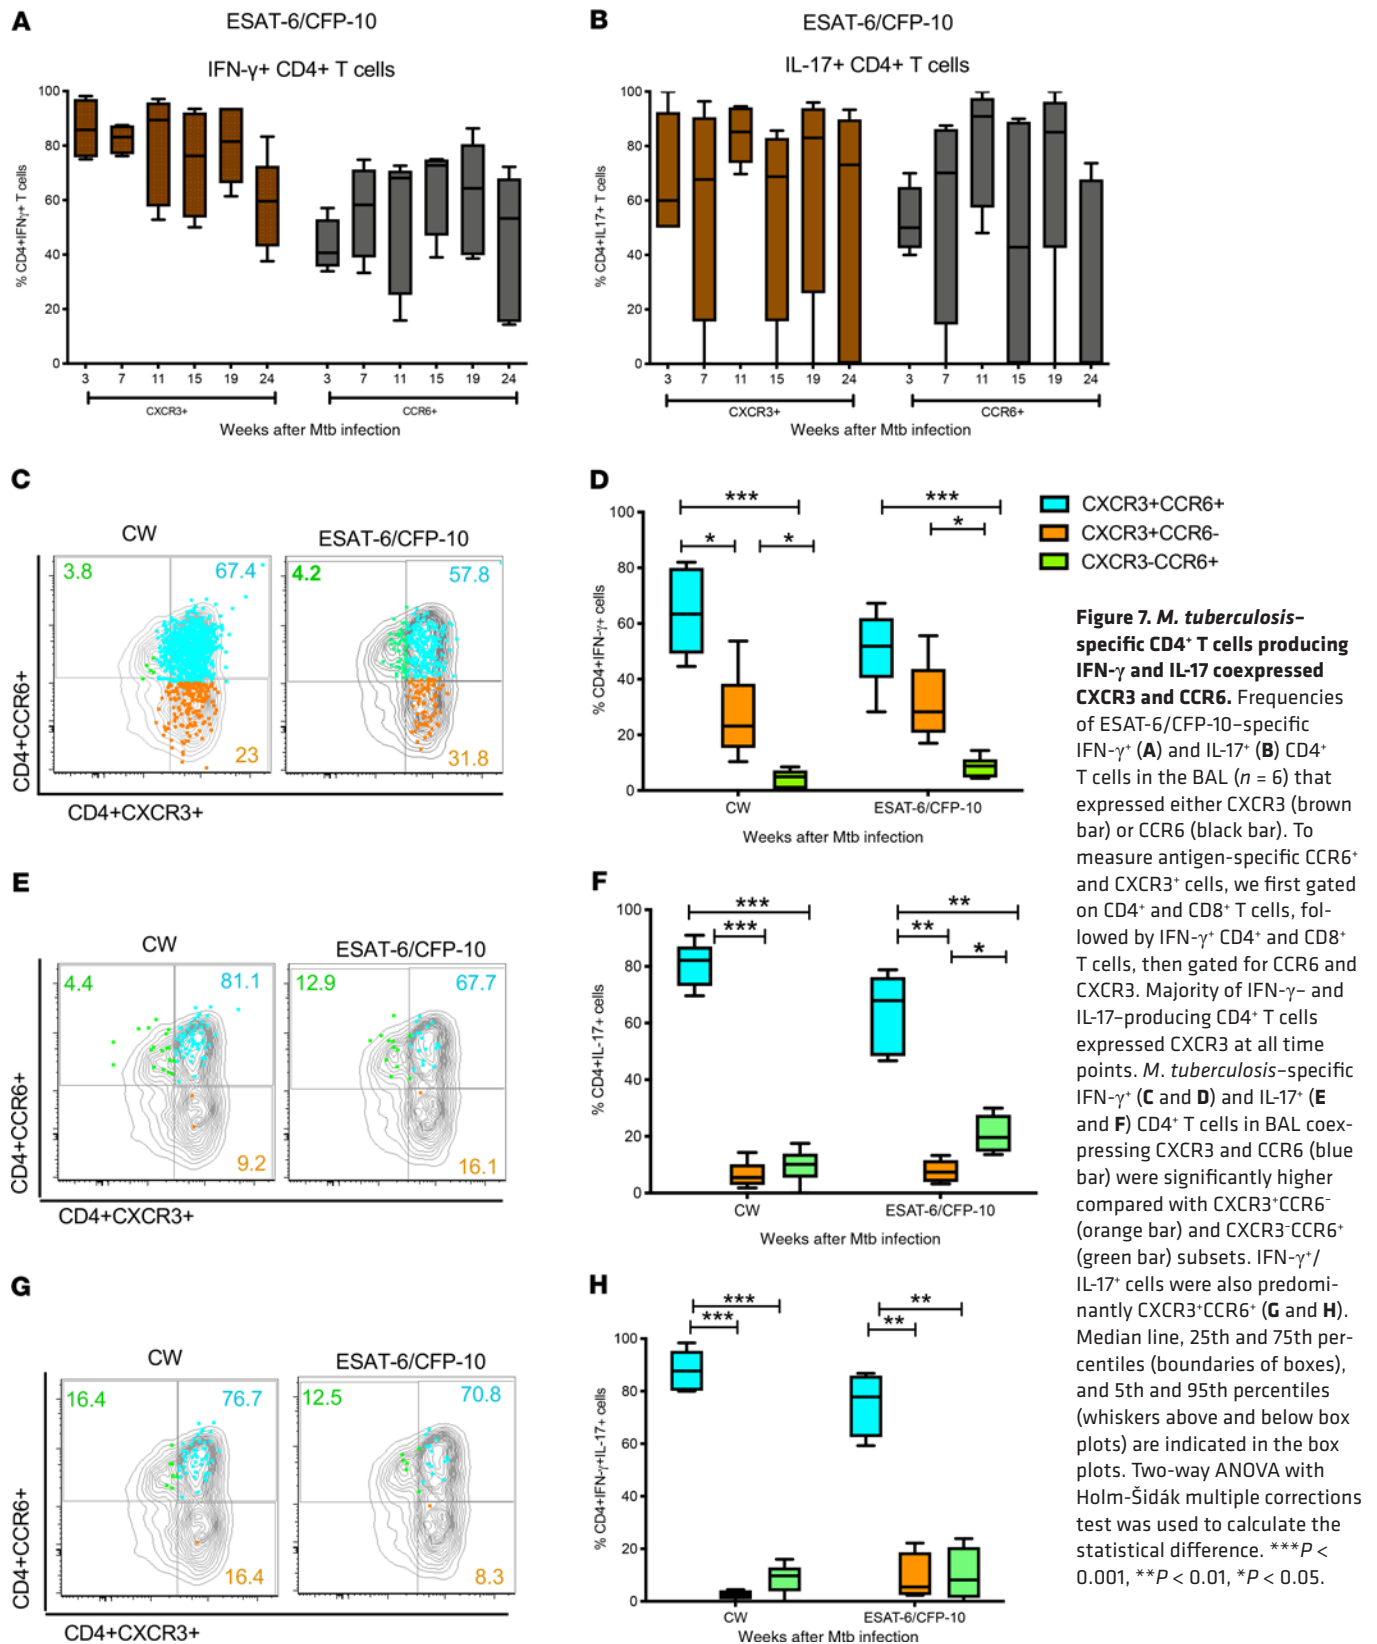 A
ESAT-6/CFP-10
IFN-γ+ CD4+ T cells
% CD4+IFNγ+ T cells
100
80
60
40
20
0
3 7 11 15 19 24 3 7 11 15 19 24
CXCR3+ CCR6+
Weeks after Mtb infection
B
ESAT-6/CFP-10
IL-17+ CD4+ T cells
% CD4+IL17+ T cells
100
80
60
40
20
0
3 7 11 15 19 24 3 7 11 15 19 24
CXCR3+ CCR6+
Weeks after Mtb infection
C
CW ESAT-6/CFP-10
3.8 67.4 4.2 57.8
23 31.8
CD4+CCR6+
CD4+CXCR3+
D
*** ***
* * *
% CD4+IFN-γ+ cells
100
80
60
40
20
0
CW ESAT-6/CFP-10
Weeks after Mtb infection
CXCR3+CCR6+
CXCR3+CCR6-
CXCR3-CCR6+
E
CW ESAT-6/CFP-10
4.4 81.1 12.9 67.7
9.2 16.1
CD4+CCR6+
CD4+CXCR3+
F
*** **
*** ** *
% CD4+IL-17+ cells
100
80
60
40
20
0
CW ESAT-6/CFP-10
Weeks after Mtb infection
G
CW ESAT-6/CFP-10
16.4 76.7 12.5 70.8
16.4 8.3
CD4+CCR6+
CD4+CXCR3+
H
*** **
*** **
% CD4+IFN-γ+IL-17+ cells
100
80
60
40
20
0
CW ESAT-6/CFP-10
Weeks after Mtb infection
Figure 7. M. tuberculosis–
specific CD4⁺ T cells producing
IFN-γ and IL-17 coexpressed
CXCR3 and CCR6. Frequencies
of ESAT-6/CFP-10–specific
IFN-γ⁺ (A) and IL-17⁺ (B) CD4⁺
T cells in the BAL (n = 6) that
expressed either CXCR3 (brown
bar) or CCR6 (black bar). To
measure antigen-specific CCR6⁺
and CXCR3⁺ cells, we first gated
on CD4⁺ and CD8⁺ T cells, fol-
lowed by IFN-γ⁺ CD4⁺ and CD8⁺
T cells, then gated for CCR6 and
CXCR3. Majority of IFN-γ– and
IL-17–producing CD4⁺ T cells
expressed CXCR3 at all time
points. M. tuberculosis–specific
IFN-γ⁺ (C and D) and IL-17⁺ (E
and F) CD4⁺ T cells in BAL coex-
pressing CXCR3 and CCR6 (blue
bar) were significantly higher
compared with CXCR3⁺CCR6⁻
(orange bar) and CXCR3⁻CCR6⁺
(green bar) subsets. IFN-γ⁺/
IL-17⁺ cells were also predomi-
nantly CXCR3⁺CCR6⁺ (G and H).
Median line, 25th and 75th per-
centiles (boundaries of boxes),
and 5th and 95th percentiles
(whiskers above and below box
plots) are indicated in the box
plots. Two-way ANOVA with
Holm-Šidák multiple corrections
test was used to calculate the
statistical difference. ***P <
0.001, **P < 0.01, *P < 0.05.